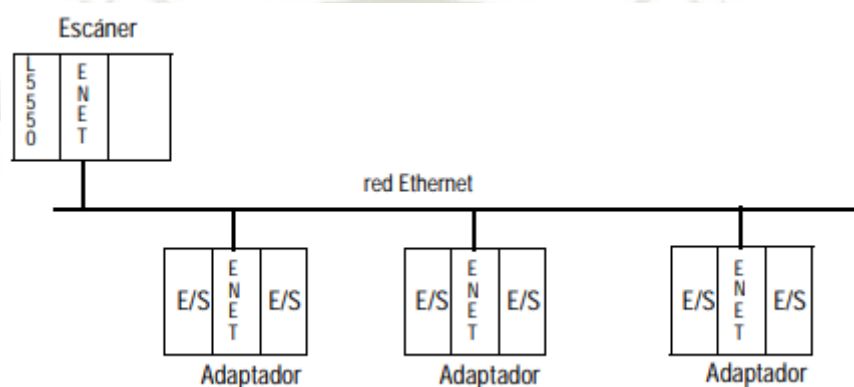 Escáner
L5550
ENET
red Ethernet
E/S
ENET
E/S
E/S
ENET
E/S
E/S
ENET
E/S
Adaptador
Adaptador
Adaptador